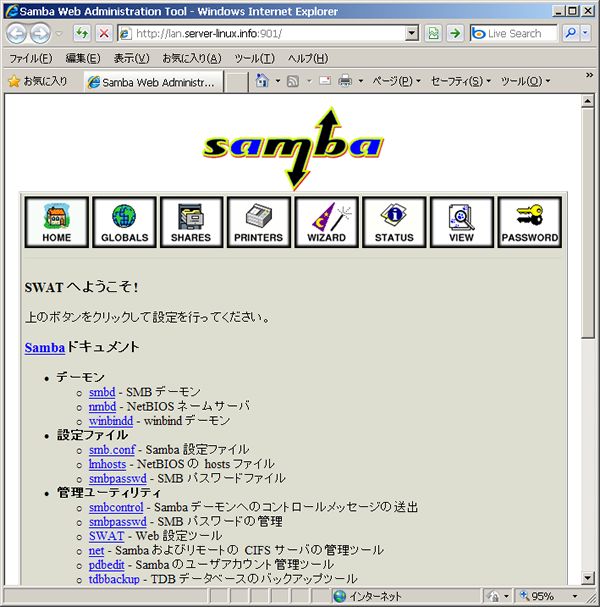 Samba Web Administration Tool - Windows Internet Explorer
http://lan.server-linux.info:901/
Live Search
ファイル(F) 編集(E) 表示(V) お気に入り(A) ツール(T) ヘルプ(H)
お気に入り Samba Web Administr... ページ(P) セーフティ(S) ツール(O) »
samba
HOME GLOBALS SHARES PRINTERS WIZARD STATUS VIEW PASSWORD
SWAT へようこそ!
上のボタンをクリックして設定を行ってください。
Samba ドキュメント
• デーモン
○ smbd - SMB デーモン
○ nmbd - NetBIOS ネームサーバ
○ winbindd - winbind デーモン
• 設定ファイル
○ smb.conf - Samba 設定ファイル
○ lmhosts - NetBIOS の hosts ファイル
○ smbpasswd - SMB パスワードファイル
• 管理ユーティリティ
○ smbcontrol - Samba デーモンへのコントロールメッセージの送出
○ smbpasswd - SMB パスワードの管理
○ SWAT - Web 設定ツール
○ net - Samba およびリモートの CIFS サーバの管理ツール
○ pdbedit - Samba のユーザアカウント管理ツール
○ tdbbackup - TDB データベースのバックアップツール
インターネット 95%